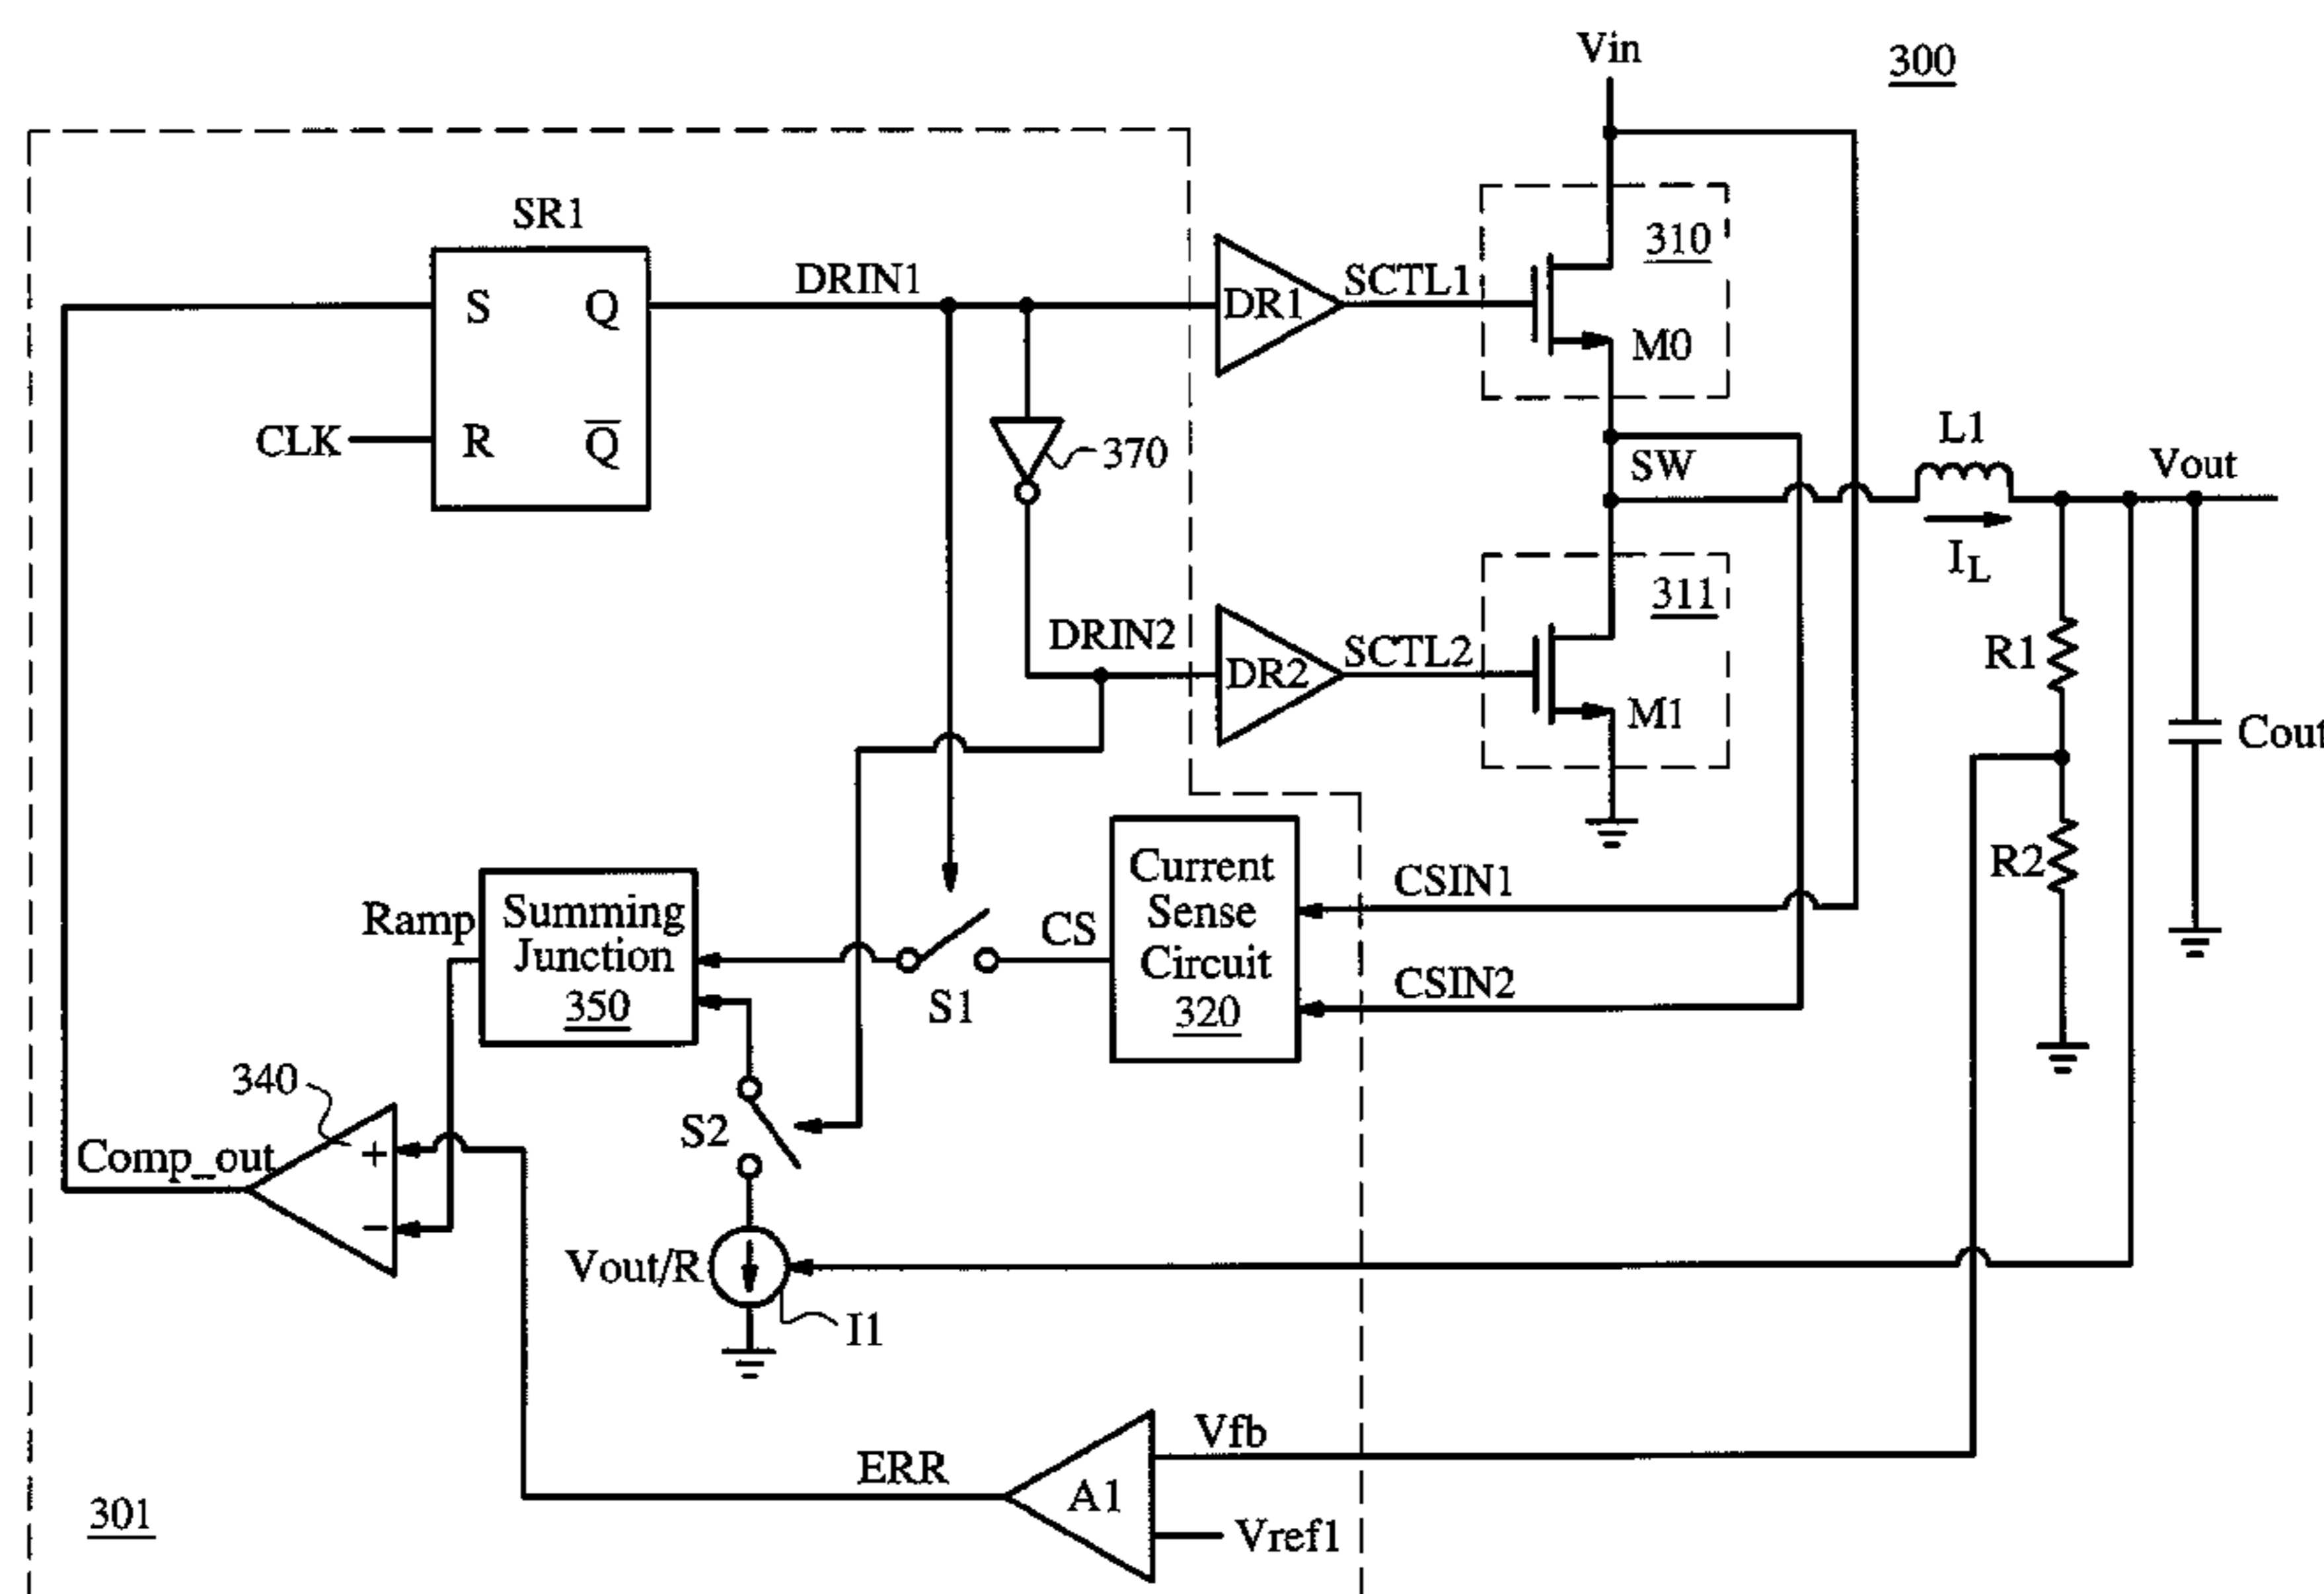 Vin
300
SR1
310
DRIN1
DR1
SCTL1
S
Q
M0
CLK
R
Q̅
370
SW
L1
Vout
I_L
311
DRIN2
DR2
SCTL2
R1
M1
Cout
Current
Sense
Circuit
320
CSIN1
R2
Ramp
Summing
Junction
350
CS
S1
CSIN2
340
S2
Comp_out
+
−
Vout/R
I1
Vfb
ERR
A1
301
Vref1